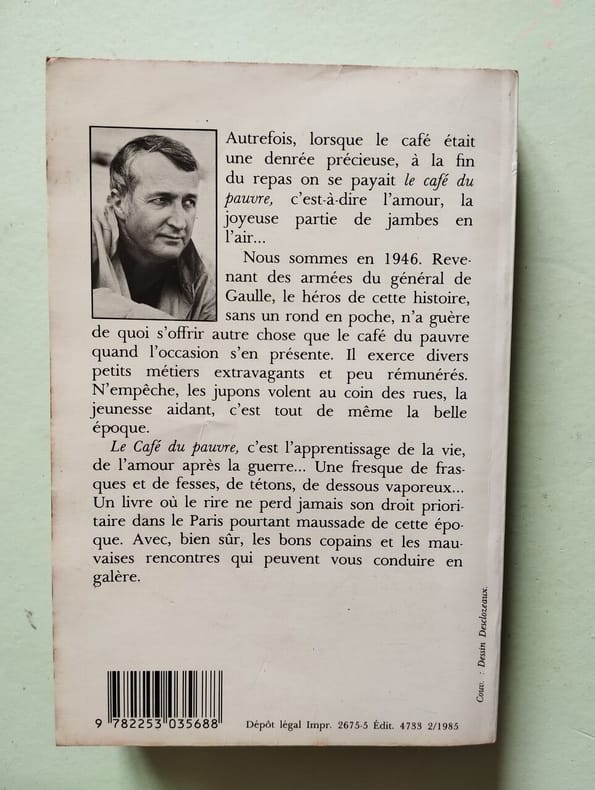 Autrefois, lorsque le café était
une denrée précieuse, à la fin
du repas on se payait le café du
pauvre, c'est-à-dire l'amour, la
joyeuse partie de jambes en
l'air...
Nous sommes en 1946. Reve-
nant des armées du général de
Gaulle, le héros de cette histoire,
sans un rond en poche, n'a guère
de quoi s'offrir autre chose que le café du pauvre
quand l'occasion s'en présente. Il exerce divers
petits métiers extravagants et peu rémunérés.
N'empêche, les jupons volent au coin des rues, la
jeunesse aidant, c'est tout de même la belle
époque.
Le Café du pauvre, c'est l'apprentissage de la vie,
de l'amour après la guerre... Une fresque de fras-
ques et de fesses, de tétons, de dessous vaporeux...
Un livre où le rire ne perd jamais son droit priori-
taire dans le Paris pourtant maussade de cette épo-
que. Avec, bien sûr, les bons copains et les mau-
vaises rencontres qui peuvent vous conduire en
galère.
Couv. : Dessin Desclozeaux.
9 782253 035688
Dépôt légal Impr. 2675-5 Édit. 4733 2/1985